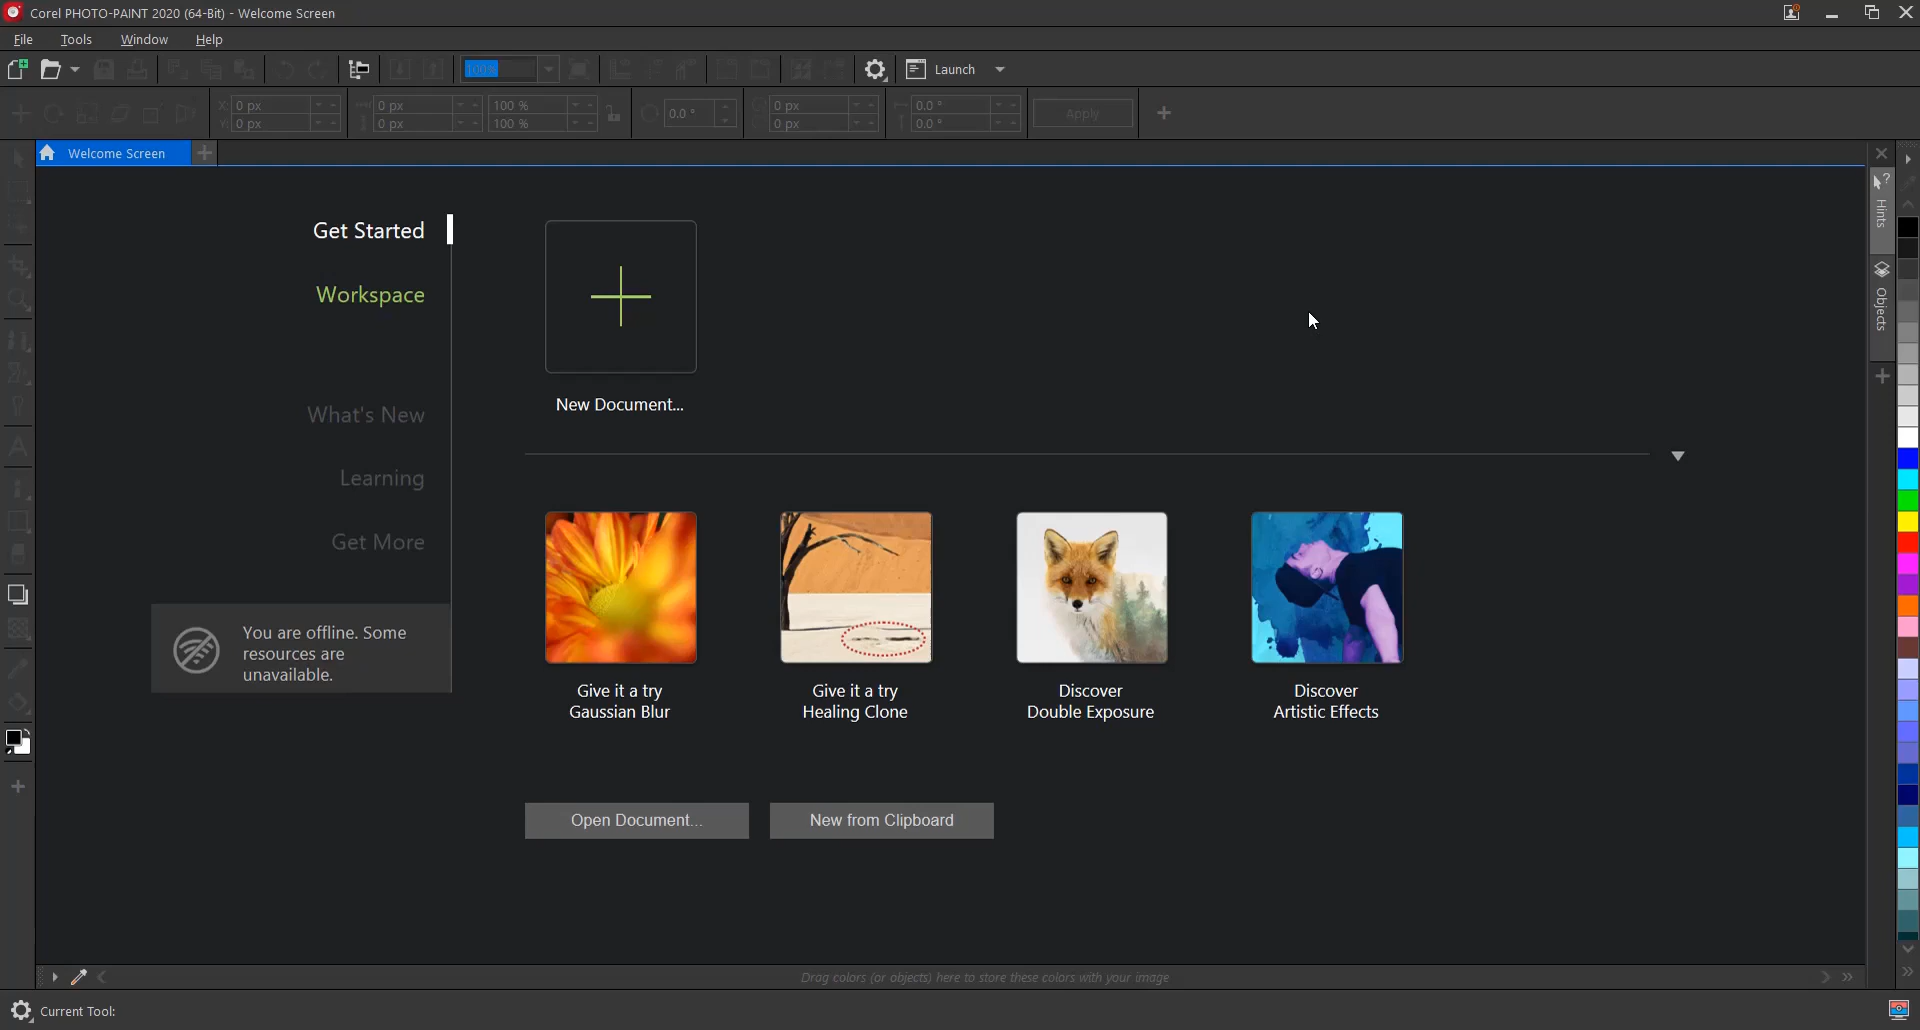 Corel PHOTO-PAINT 2020 (64-Bit) - Welcome Screen
File Tools Window Help
100% Launch
X: 0 px 0 px 100 % 0.0 ° 0 px 0.0 ° Apply
Y: 0 px 0 px 100 % 0 px 0.0 °
Welcome Screen
Get Started
Workspace
What's New
Learning
Get More
You are offline. Some
resources are
unavailable.
New Document...
Give it a try
Gaussian Blur
Give it a try
Healing Clone
Discover
Double Exposure
Discover
Artistic Effects
Open Document...
New from Clipboard
Hints
Objects
Drag colors (or objects) here to store these colors with your image
Current Tool: